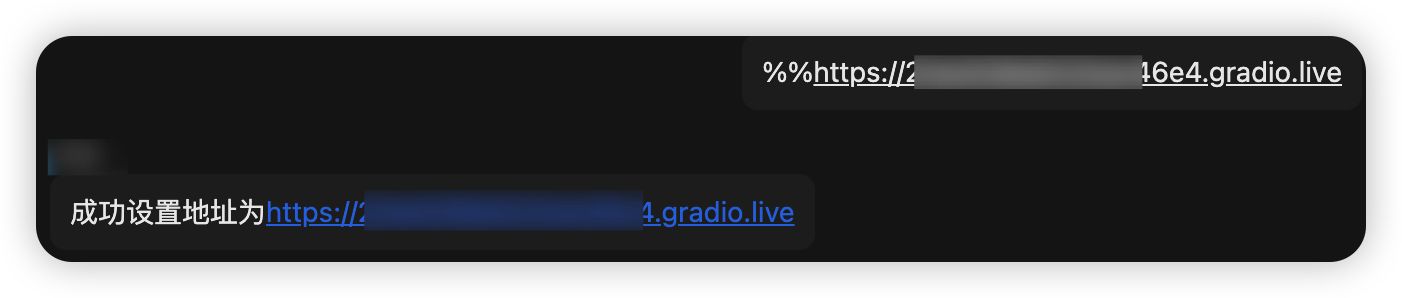 %%https://2 46e4.gradio.live
成功设置地址为https://2 4.gradio.live